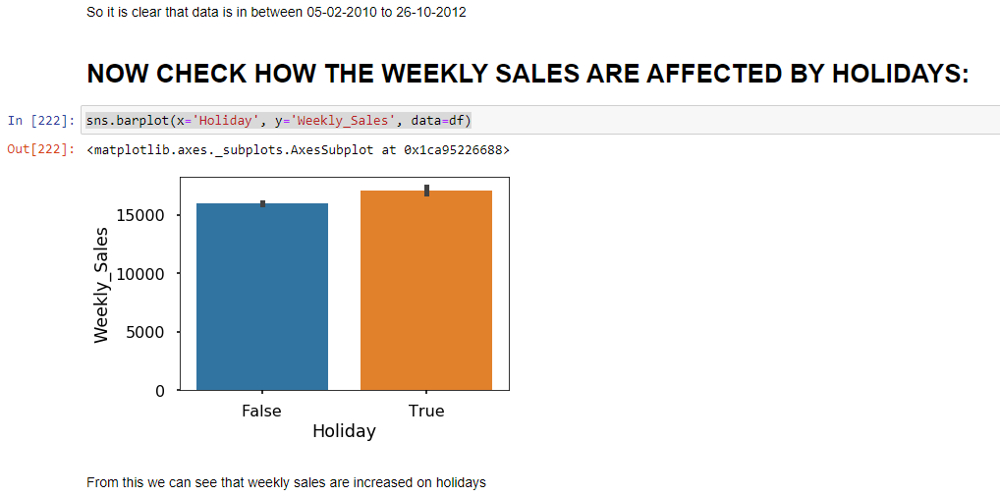 So it is clear that data is in between 05-02-2010 to 26-10-2012
NOW CHECK HOW THE WEEKLY SALES ARE AFFECTED BY HOLIDAYS:
In [222]: sns.barplot(x='Holiday', y='Weekly_Sales', data=df)
Out[222]: <matplotlib.axes._subplots.AxesSubplot at 0x1ca95226688>
Weekly_Sales
15000
10000
5000
0
False True
Holiday
From this we can see that weekly sales are increased on holidays